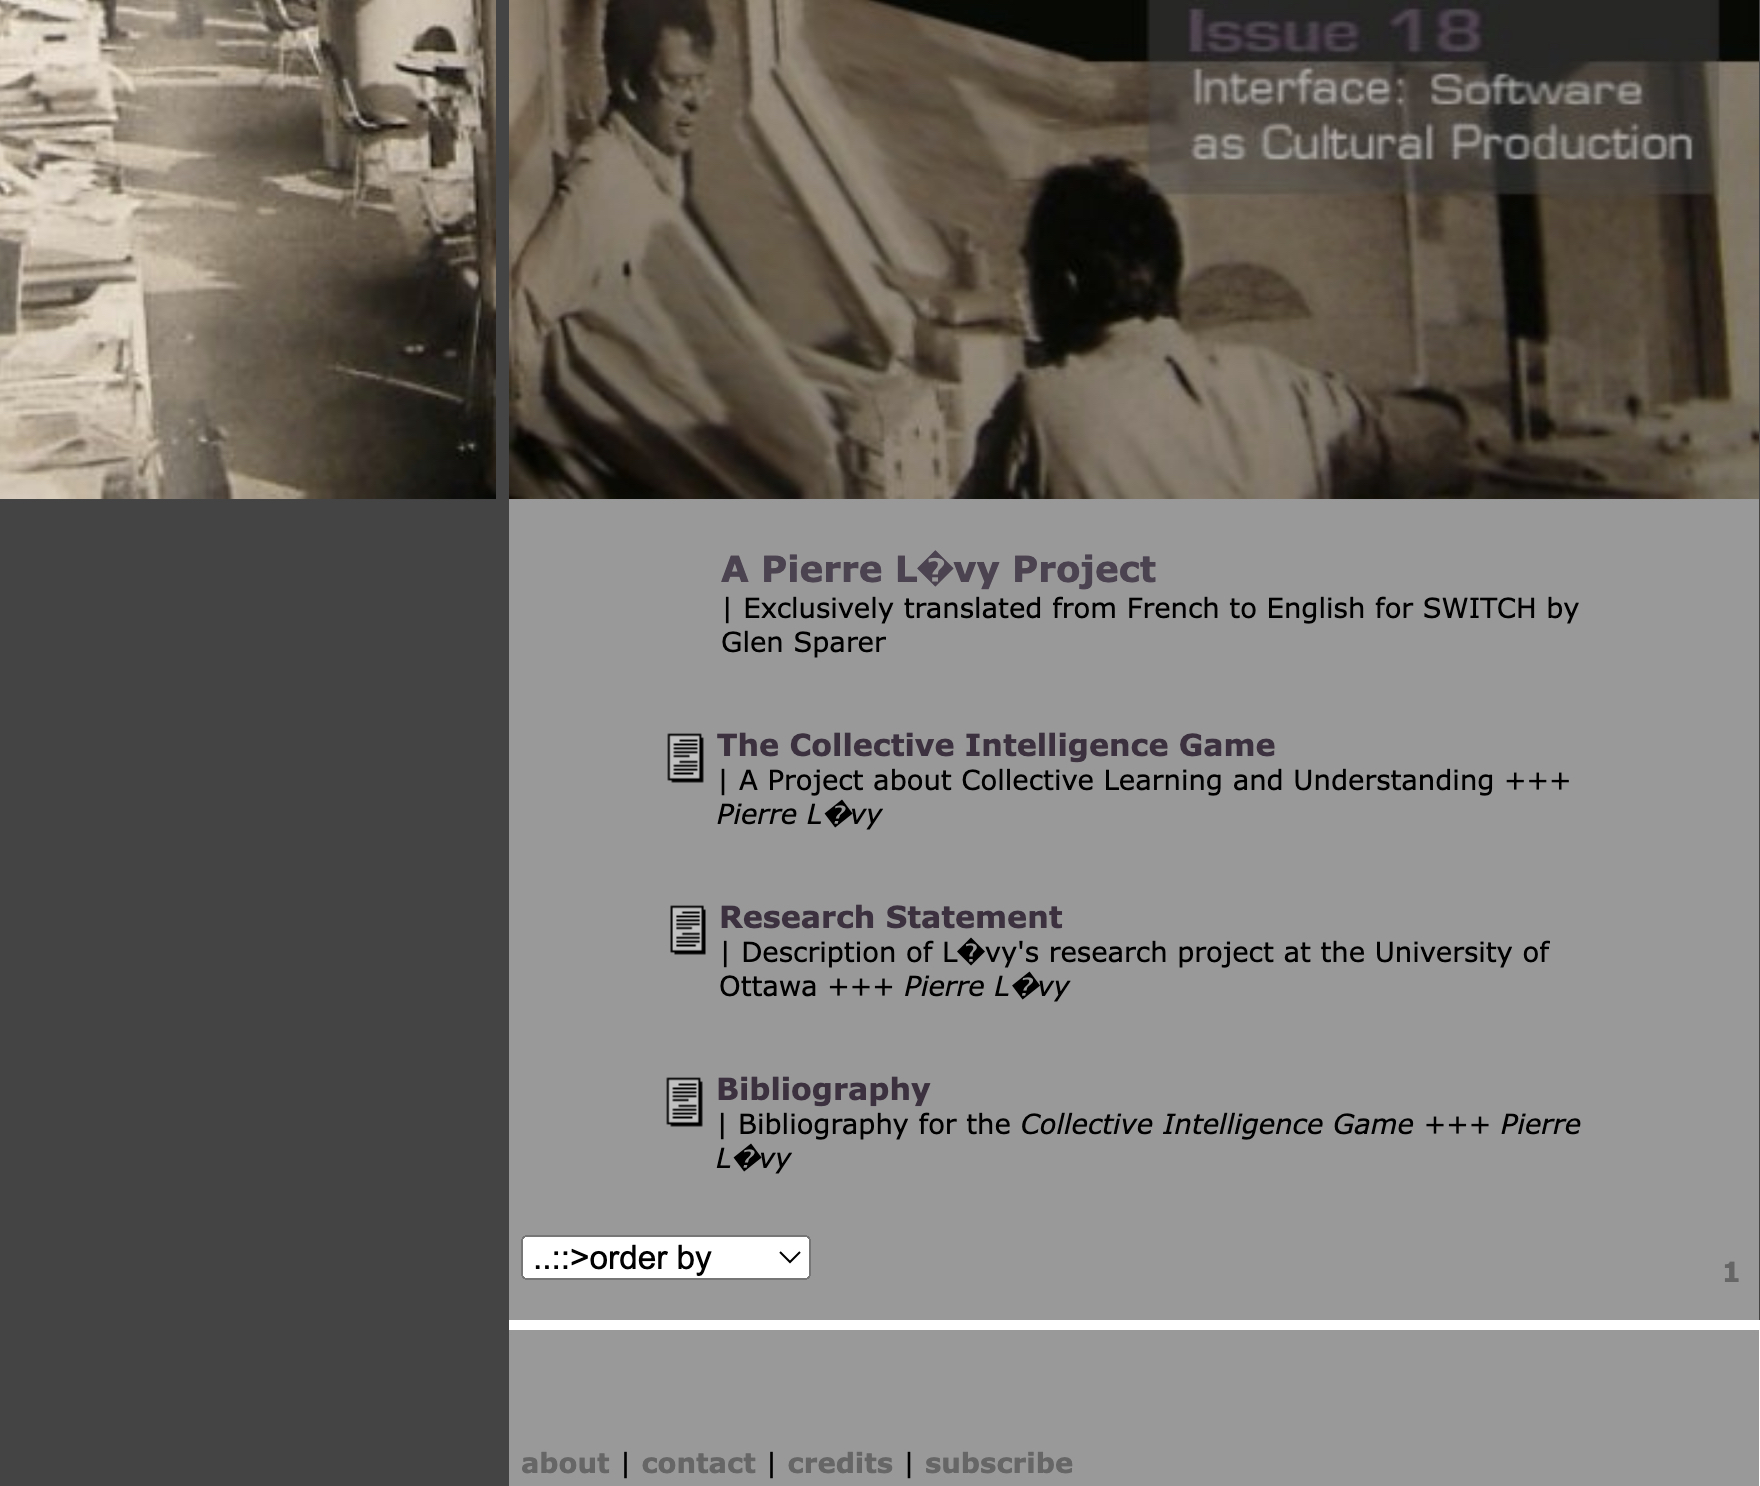 Issue 18
Interface: Software
as Cultural Production
A Pierre L�vy Project
| Exclusively translated from French to English for SWITCH by
Glen Sparer
The Collective Intelligence Game
| A Project about Collective Learning and Understanding +++
Pierre L�vy
Research Statement
| Description of L�vy's research project at the University of
Ottawa +++ Pierre L�vy
Bibliography
| Bibliography for the Collective Intelligence Game +++ Pierre
L�vy
..::>order by
1
about | contact | credits | subscribe